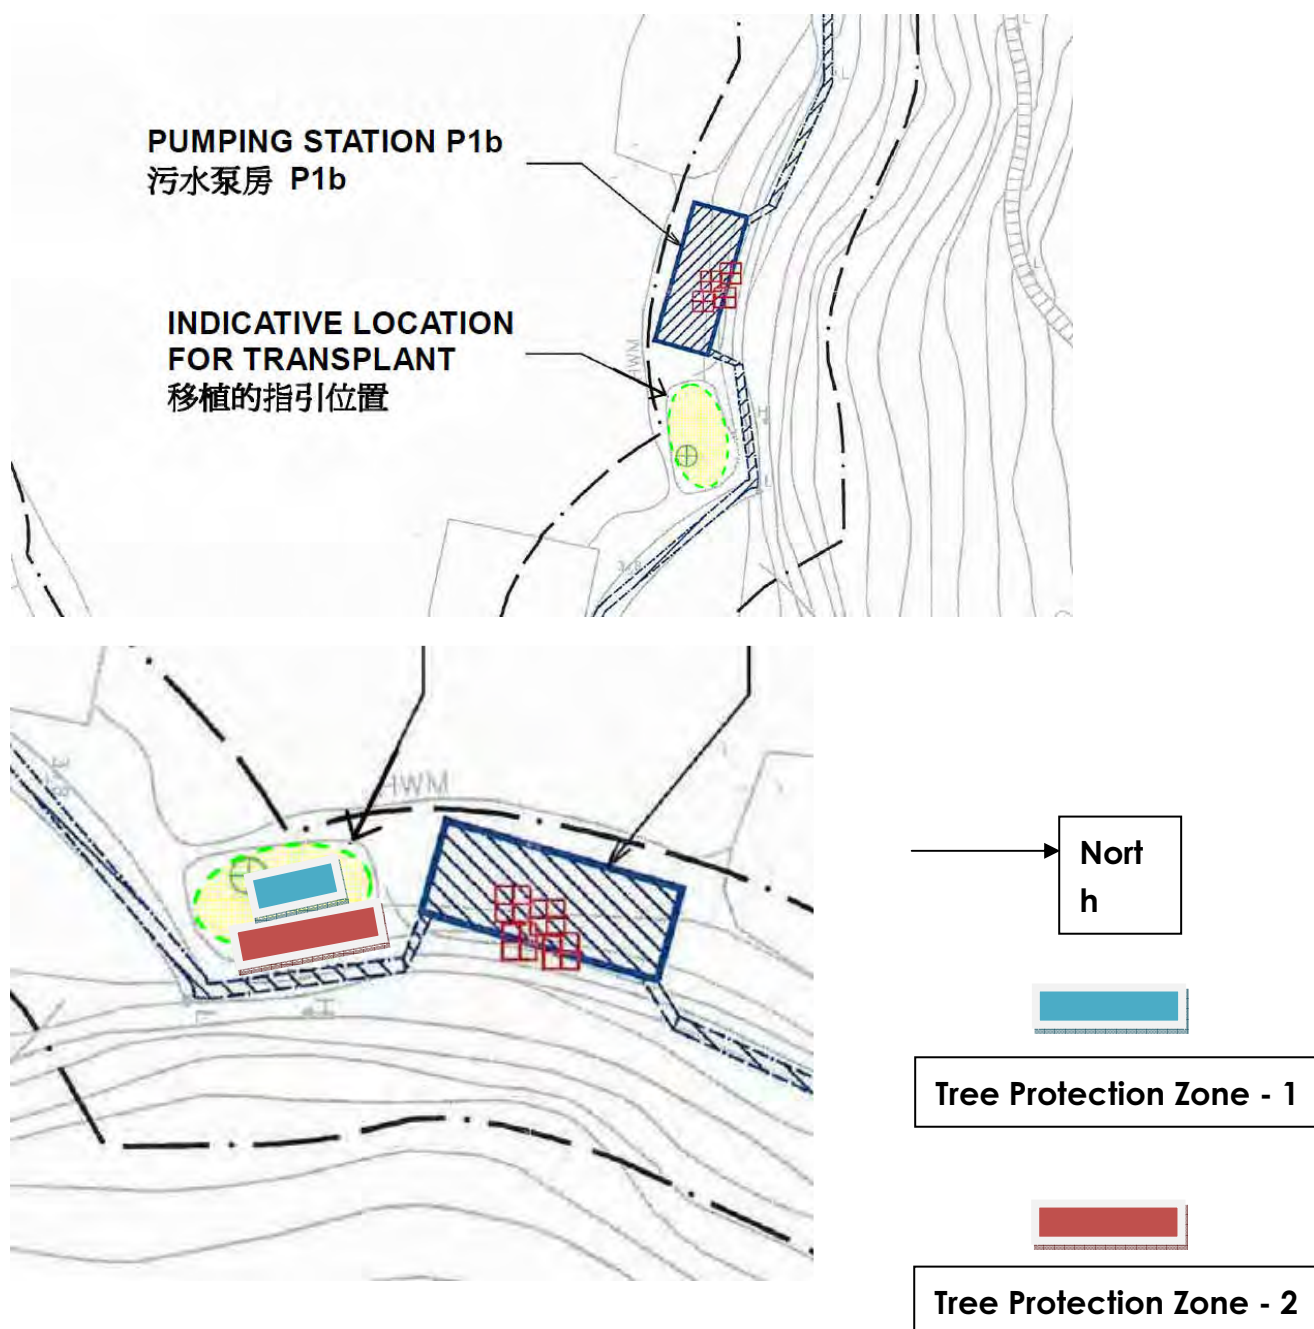 PUMPING STATION P1b
污水泵房 P1b
INDICATIVE LOCATION
FOR TRANSPLANT
移植的指引位置
HWM
H
L
L
L
HWM
L
H
Nort
h
Tree Protection Zone - 1
Tree Protection Zone - 2